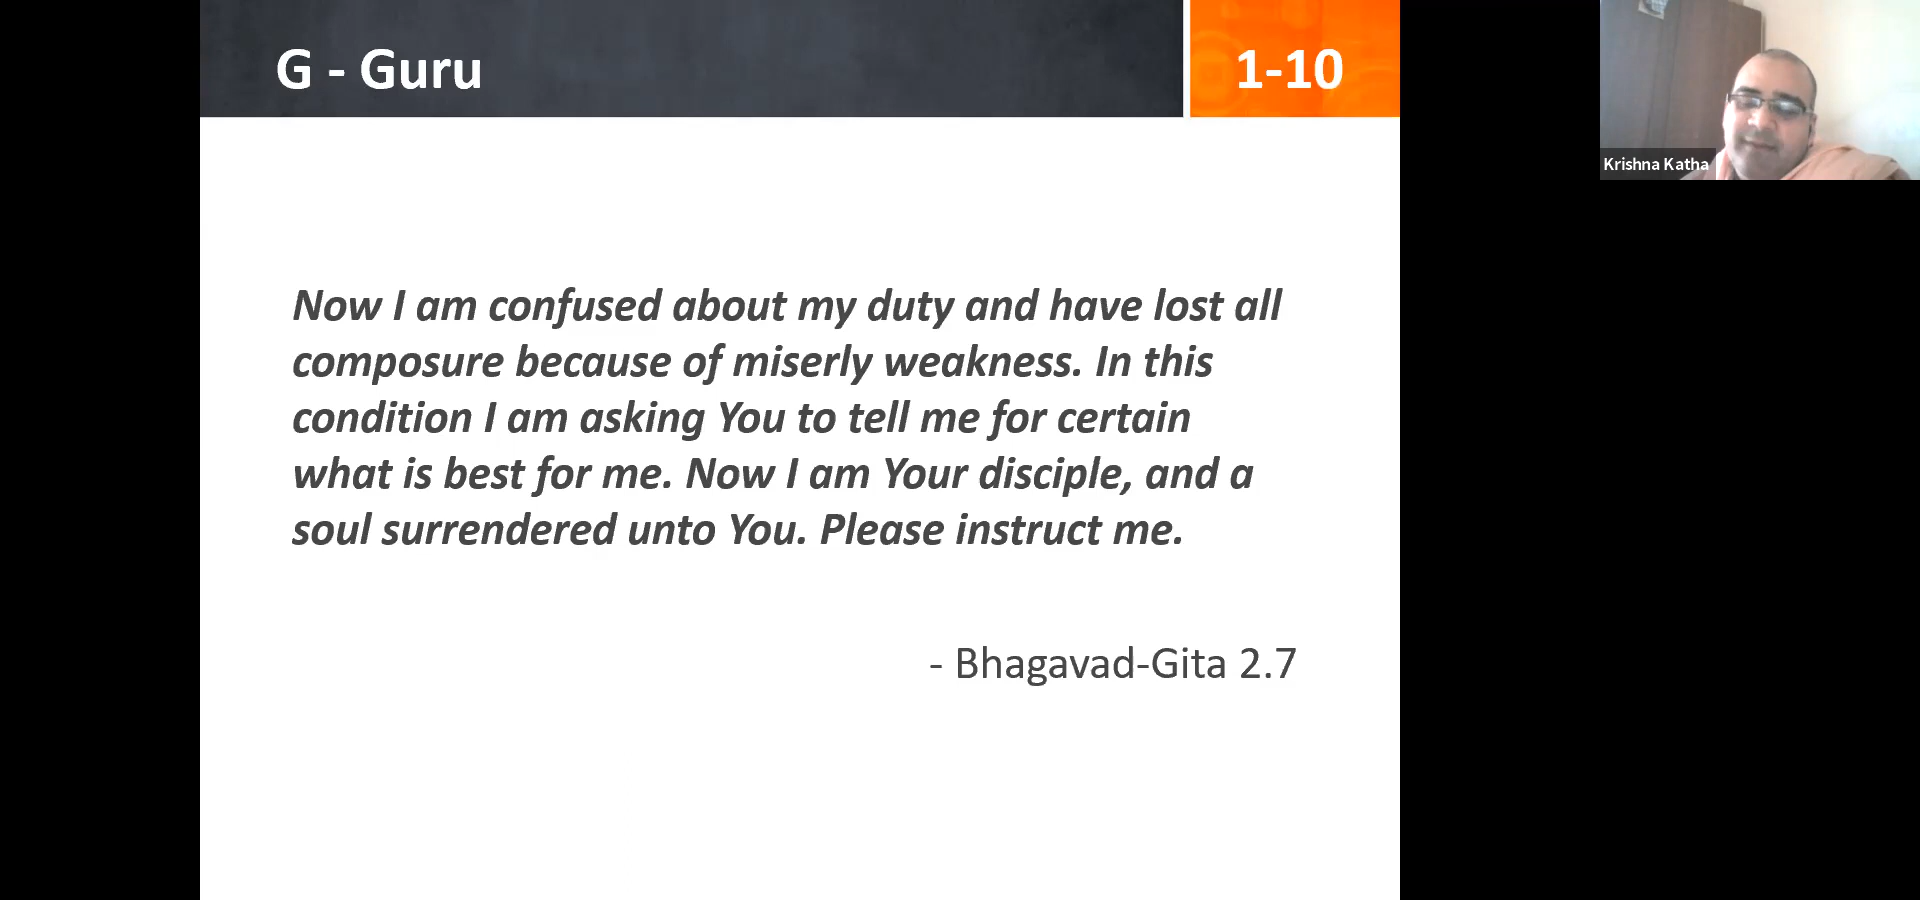 G - Guru
1-10
Now I am confused about my duty and have lost all
composure because of miserly weakness. In this
condition I am asking You to tell me for certain
what is best for me. Now I am Your disciple, and a
soul surrendered unto You. Please instruct me.
- Bhagavad-Gita 2.7
Krishna Katha